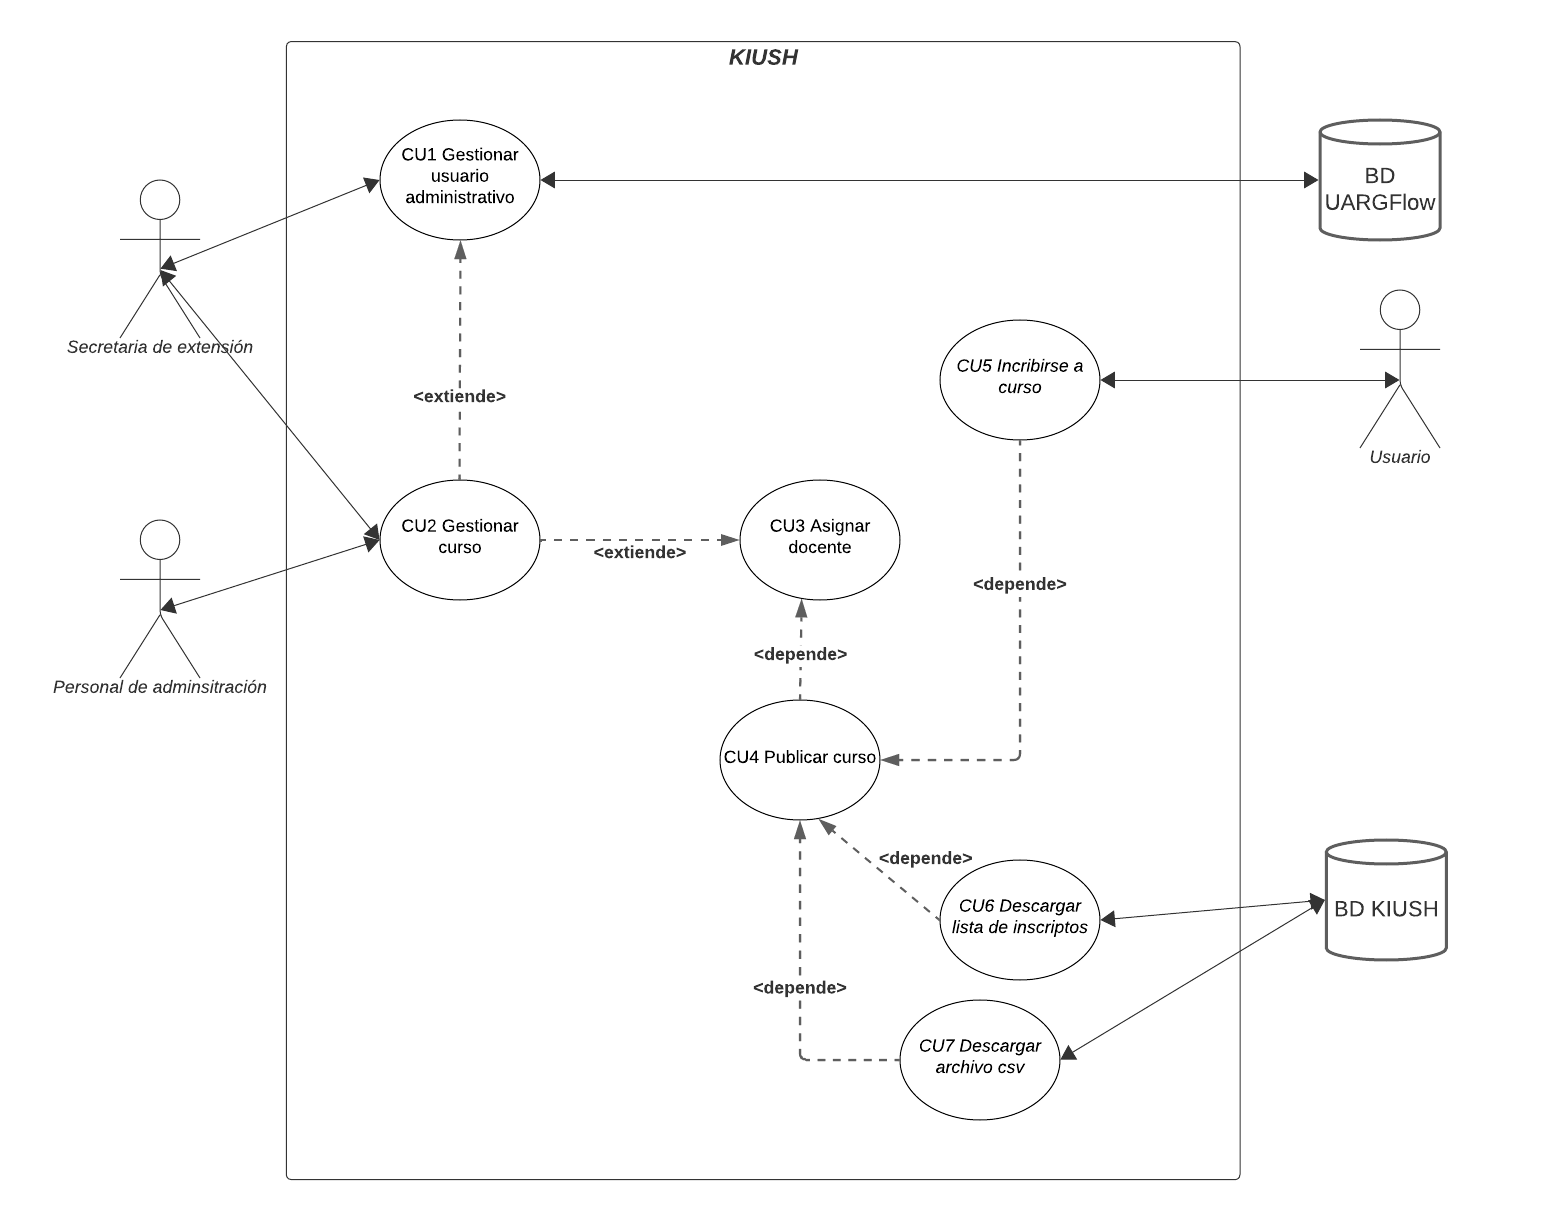 KIUSH
CU1 Gestionar
usuario
administrativo
BD
UARGFlow
Secretaria de extensión
CU5 Incribirse a
curso
<extiende>
Usuario
CU2 Gestionar
curso
<extiende>
CU3 Asignar
docente
<depende>
<depende>
Personal de adminsitración
CU4 Publicar curso
<depende>
CU6 Descargar
lista de inscriptos
BD KIUSH
<depende>
CU7 Descargar
archivo csv